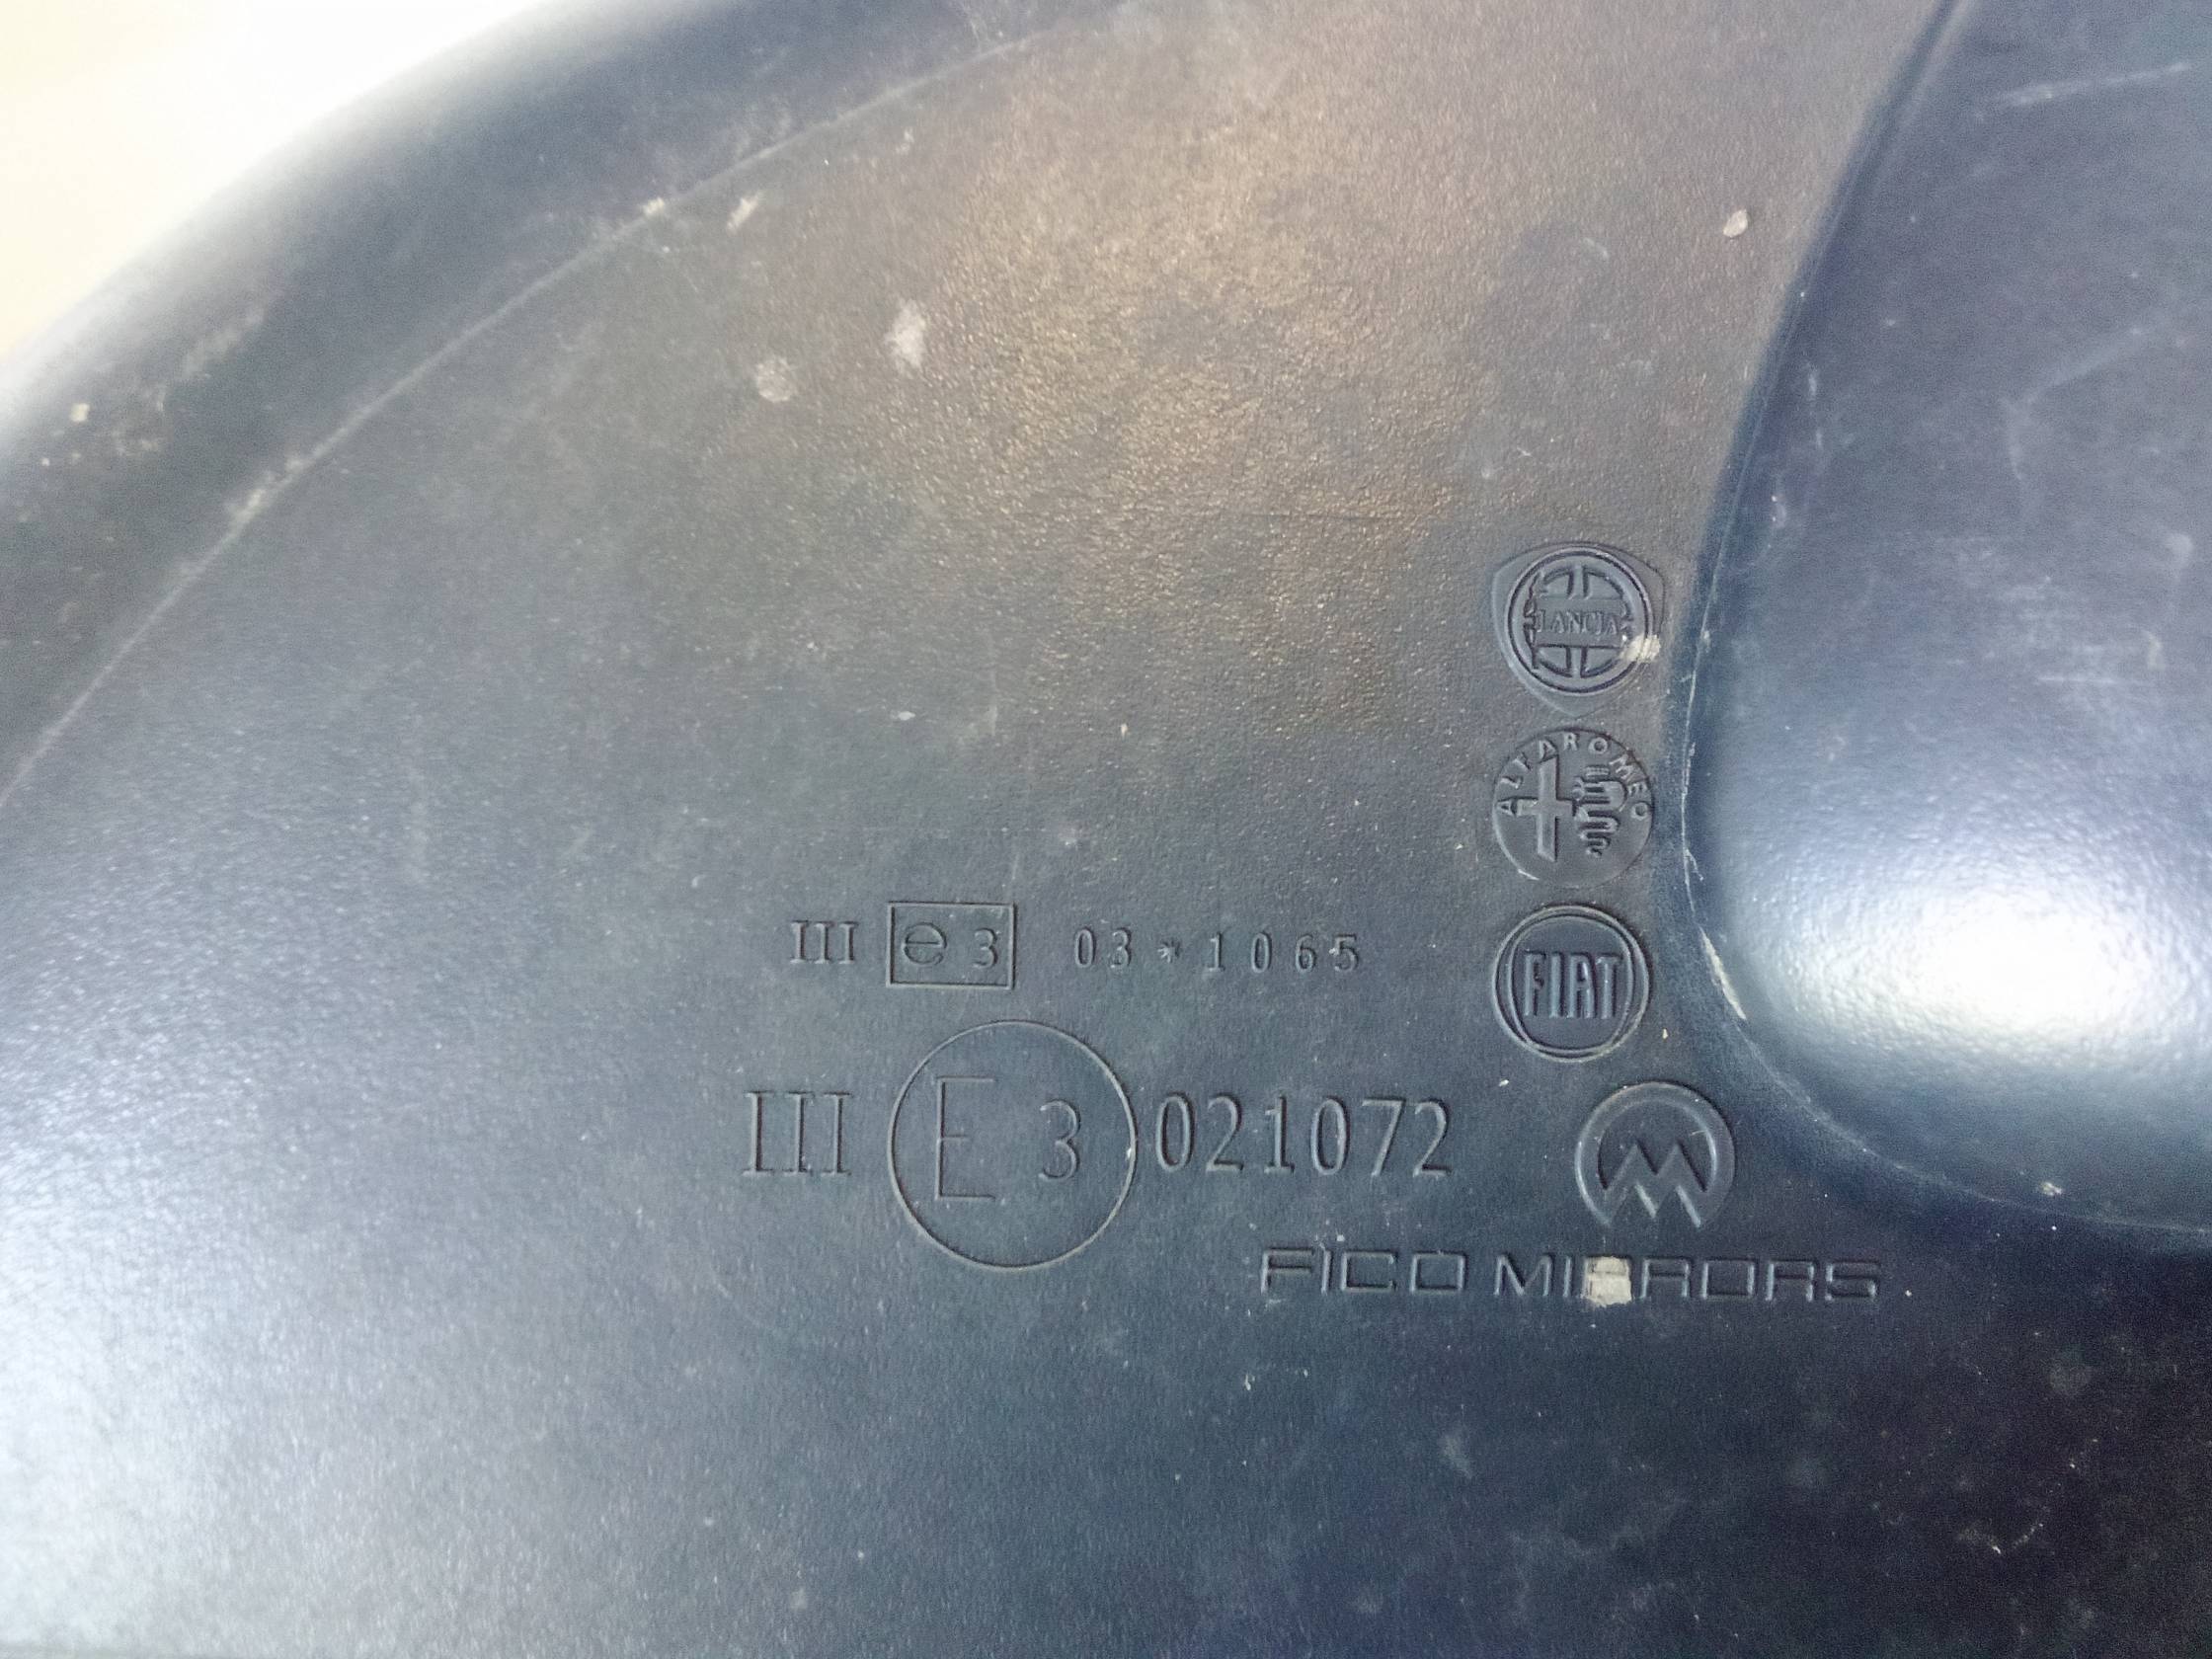 LANCIA
ALFA ROMEO
III e3 03*1065
FIAT
III E3 021072
FICO MIRRORS